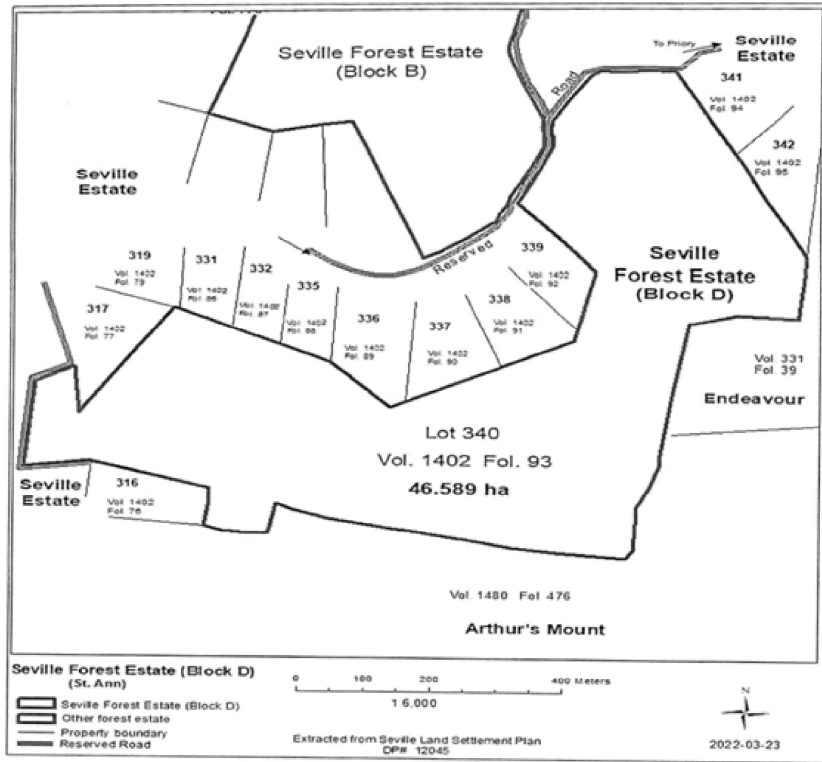 Seville Forest Estate
(Block B)
To Priory
Seville
Estate
Road
341
Vol. 1402
Fol. 94
342
Vol. 1402
Fol. 95
Seville
Estate
Reserved
339
Vol. 1402
Fol. 92
Seville
Forest Estate
(Block D)
319
Vol. 1402
Fol. 79
331
Vol. 1402
Fol. 86
332
Vol. 1402
Fol. 87
335
Vol. 1402
Fol. 88
336
Vol. 1402
Fol. 89
337
Vol. 1402
Fol. 90
338
Vol. 1402
Fol. 91
317
Vol. 1402
Fol. 77
Vol 331
Fol. 39
Endeavour
Lot 340
Vol. 1402 Fol. 93
46.589 ha
Seville
Estate
316
Vol. 1402
Fol. 76
Vol. 1480 Fol 476
Arthur's Mount
Seville Forest Estate (Block D)
(St. Ann)
Seville Forest Estate (Block D)
Other forest estate
Property boundary
Reserved Road
0 100 200 400 Meters
1 6,000
Extracted from Seville Land Settlement Plan
DP# 12045
N
2022-03-23